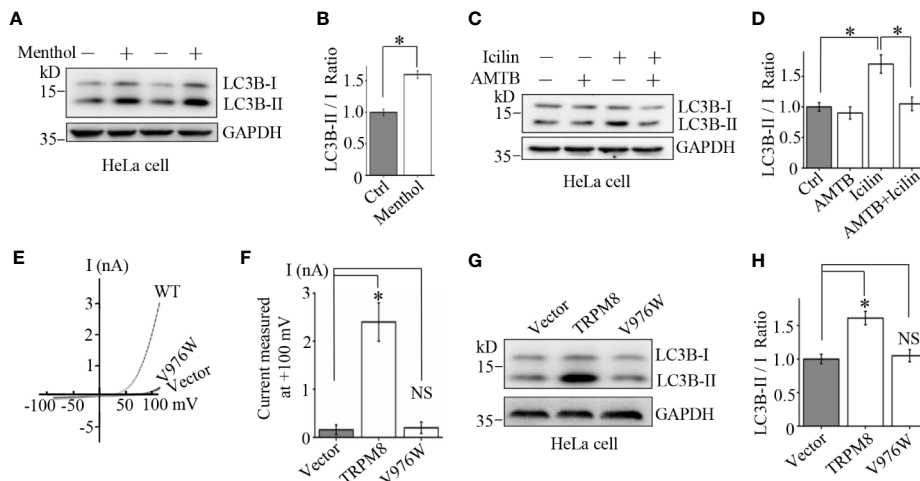 A
Menthol − + − +
kD
15
LC3B-I
LC3B-II
35
GAPDH
HeLa cell
B
LC3B-II / I Ratio
*
1.5
1.0
0.5
0
Ctrl
Menthol
C
Icilin − − + +
AMTB − + − +
kD
15
LC3B-I
LC3B-II
35
GAPDH
HeLa cell
D
LC3B-II / I Ratio
* *
1.5
1.0
0.5
0
Ctrl
AMTB
Icilin
AMTB+Icilin
E
I (nA)
3
2
1
WT
V976W
Vector
-100 -50 50 100 mV
-5
F
I (nA)
Current measured
at +100 mV
3
2
1
0
*
NS
Vector
TRPM8
V976W
G
Vector
TRPM8
V976W
kD
15
LC3B-I
LC3B-II
35
GAPDH
HeLa cell
H
LC3B-II / I Ratio
*
NS
1.5
1.0
0.5
0
Vector
TRPM8
V976W